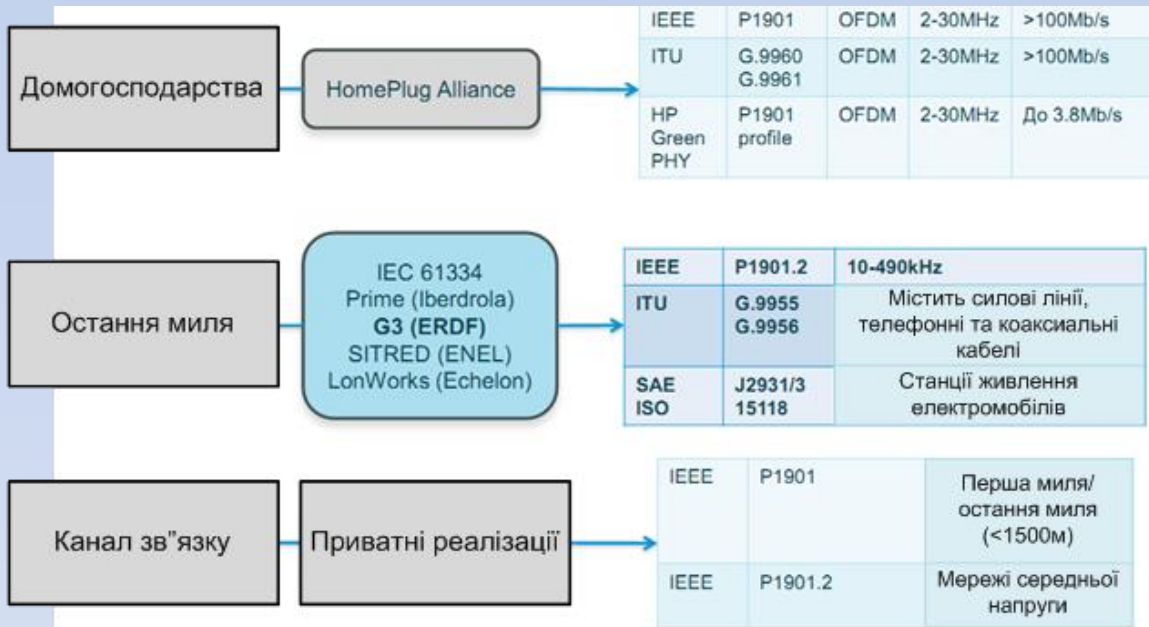 Домогосподарства
HomePlug Alliance
IEEE P1901 OFDM 2-30MHz >100Mb/s
ITU G.9960 OFDM 2-30MHz >100Mb/s
G.9961
HP P1901 OFDM 2-30MHz До 3.8Mb/s
Green profile
PHY
Остання миля
IEC 61334
Prime (Iberdrola)
G3 (ERDF)
SITRED (ENEL)
LonWorks (Echelon)
IEEE P1901.2 10-490kHz
ITU G.9955 Містить силові лінії,
G.9956 телефонні та коаксиальні
кабелі
SAE J2931/3 Станції живлення
ISO 15118 електромобілів
Канал зв"язку
Приватні реалізації
IEEE P1901 Перша миля/
остання миля
(<1500м)
IEEE P1901.2 Мережі середньої
напруги